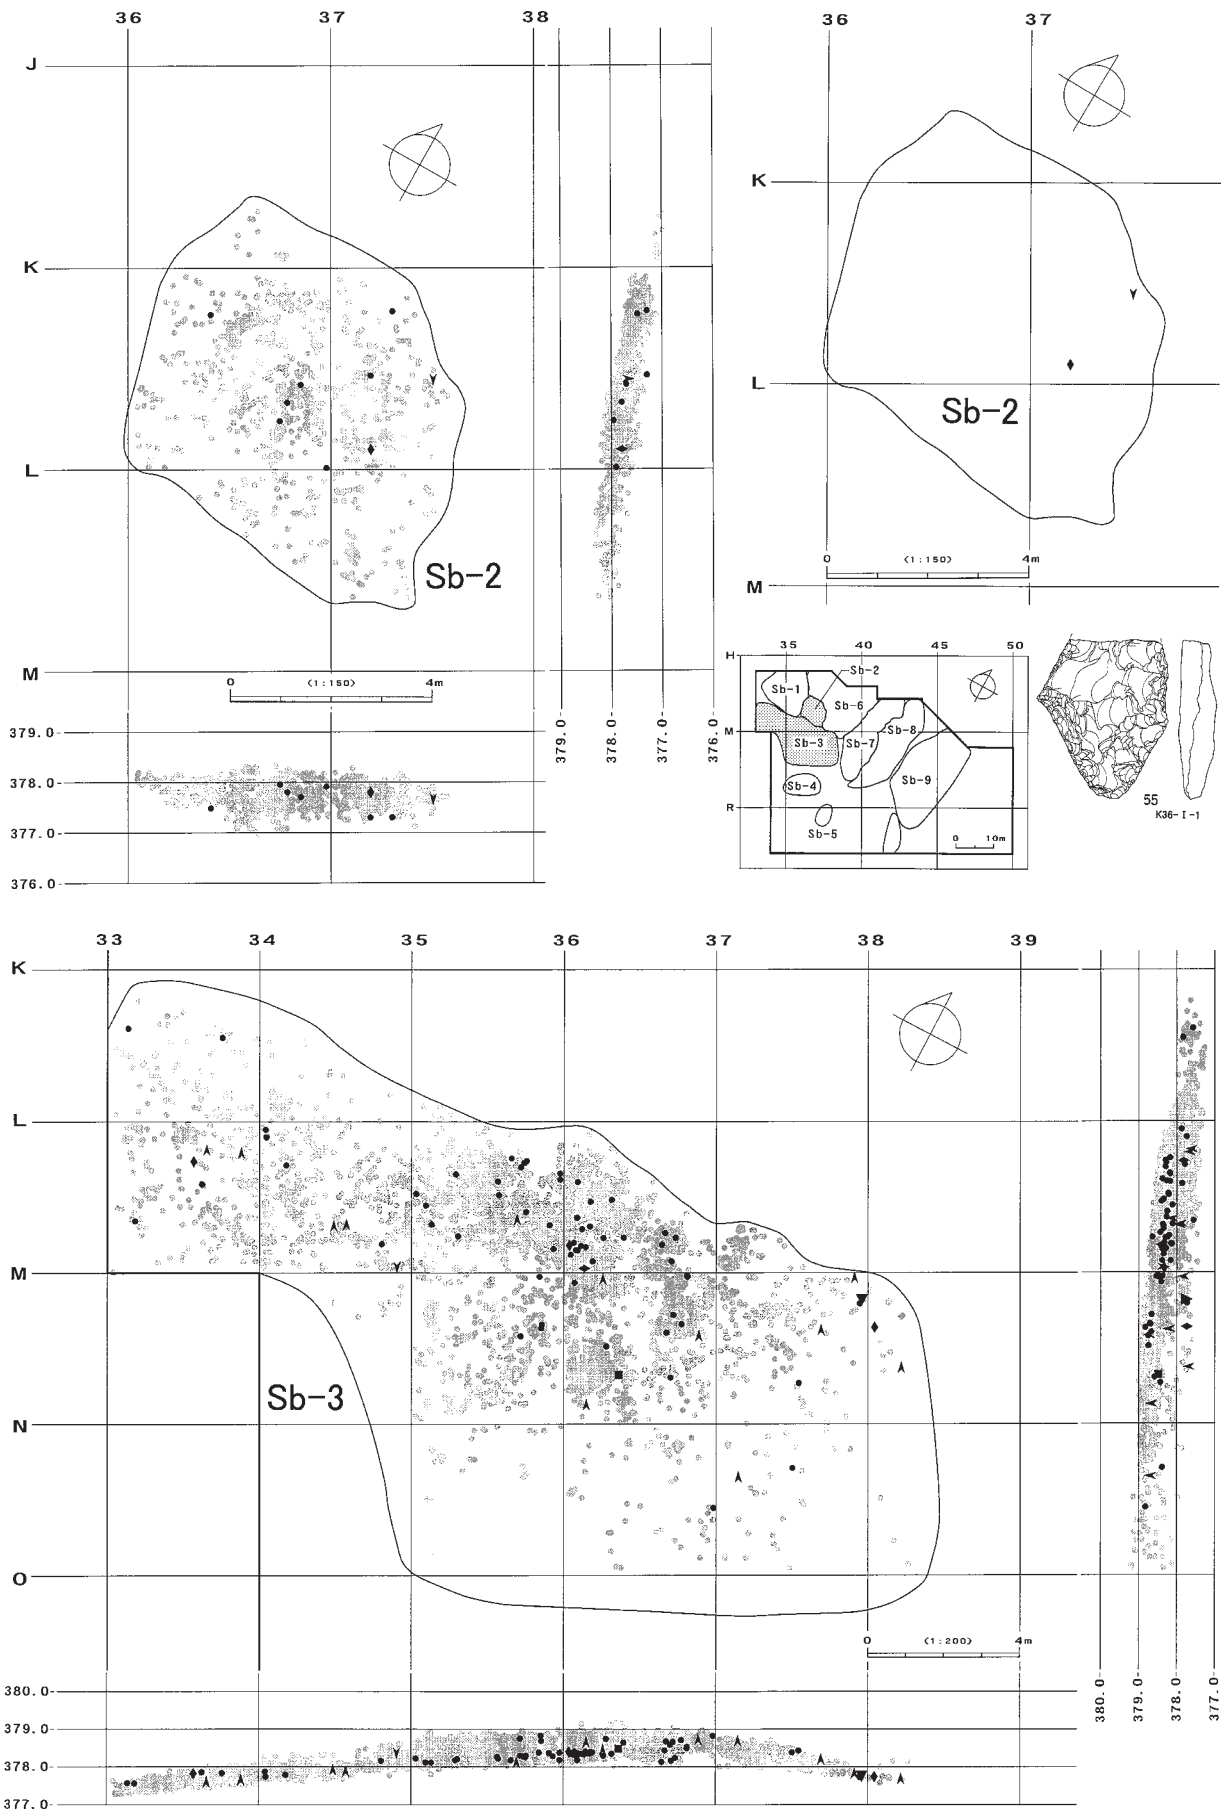 36 37 38
J
K
L
M
Sb-2
0 (1:150) 4m
379.0
378.0
377.0
376.0
379.0
378.0
377.0
376.0
36 37
K
L
M
Sb-2
0 (1:150) 4m
35 40 45 50
H
M
R
Sb-1
Sb-2
Sb-6
Sb-3
Sb-7
Sb-8
Sb-4
Sb-9
Sb-5
0 10m
55
K36-I-1
33 34 35 36 37 38 39
K
L
M
N
O
Sb-3
0 (1:200) 4m
380.0
379.0
378.0
377.0
380.0
379.0
378.0
377.0